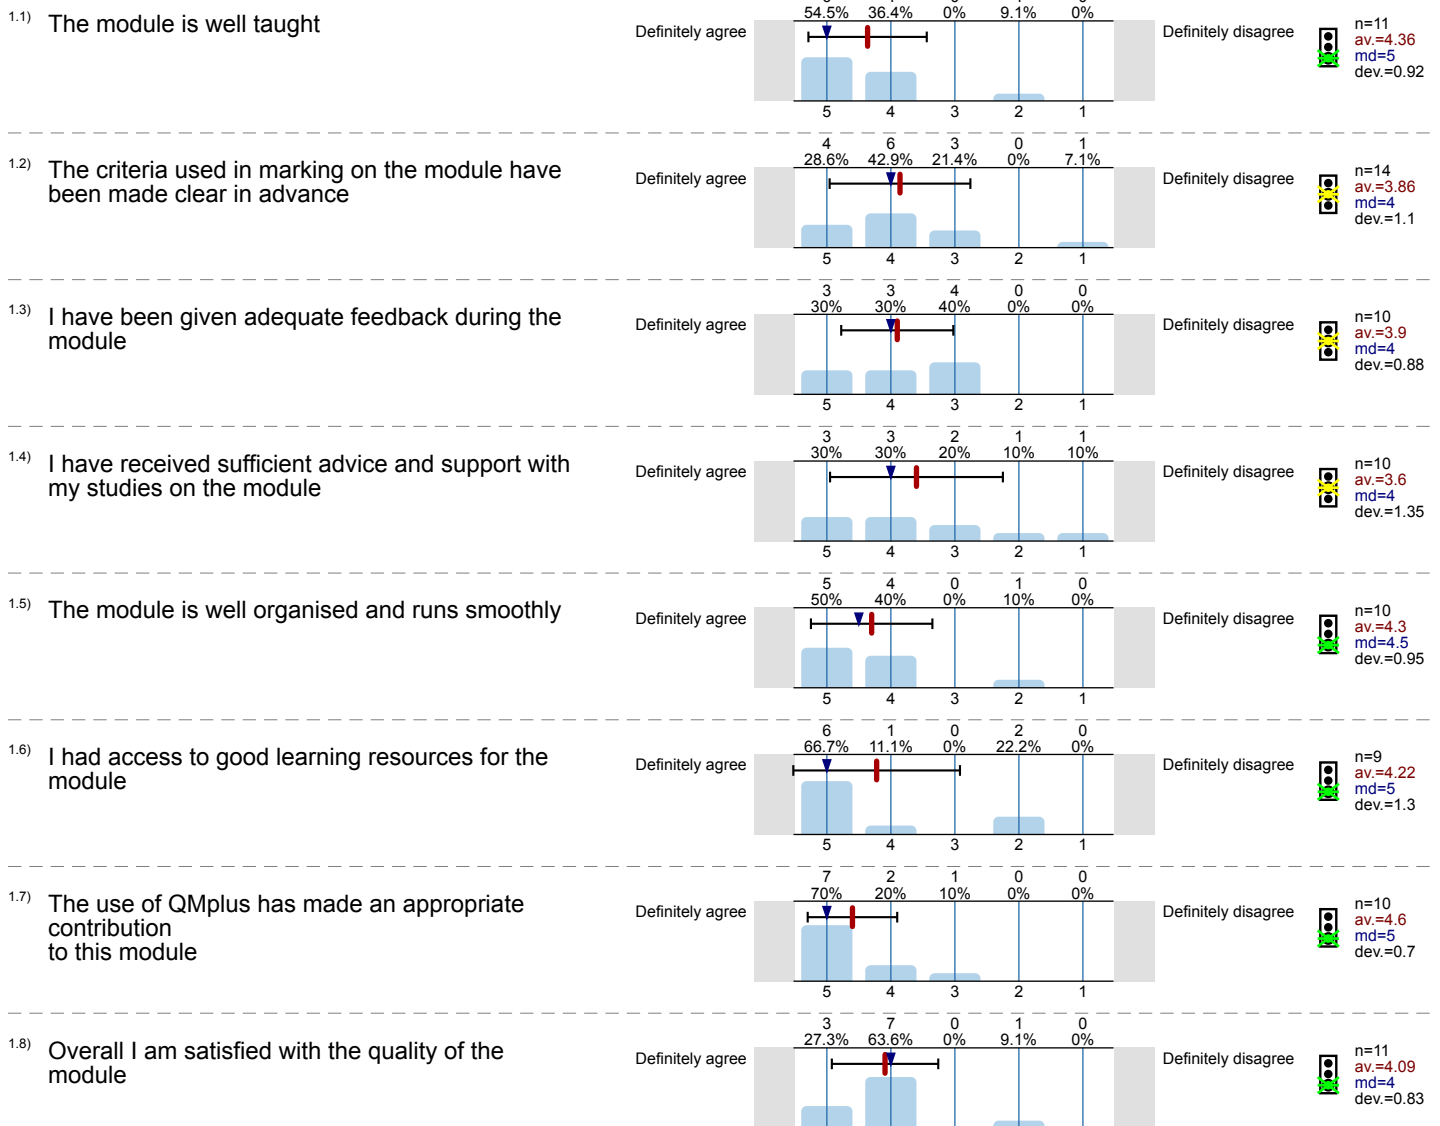 54.5% 36.4% 0% 9.1% 0%
1.1) The module is well taught
Definitely agree
Definitely disagree
n=11
av.=4.36
md=5
dev.=0.92
5 4 3 2 1
4 6 3 0 1
28.6% 42.9% 21.4% 0% 7.1%
1.2) The criteria used in marking on the module have
been made clear in advance
Definitely agree
Definitely disagree
n=14
av.=3.86
md=4
dev.=1.1
5 4 3 2 1
3 3 4 0 0
30% 30% 40% 0% 0%
1.3) I have been given adequate feedback during the
module
Definitely agree
Definitely disagree
n=10
av.=3.9
md=4
dev.=0.88
5 4 3 2 1
3 3 2 1 1
30% 30% 20% 10% 10%
1.4) I have received sufficient advice and support with
my studies on the module
Definitely agree
Definitely disagree
n=10
av.=3.6
md=4
dev.=1.35
5 4 3 2 1
5 4 0 1 0
50% 40% 0% 10% 0%
1.5) The module is well organised and runs smoothly
Definitely agree
Definitely disagree
n=10
av.=4.3
md=4.5
dev.=0.95
5 4 3 2 1
6 1 0 2 0
66.7% 11.1% 0% 22.2% 0%
1.6) I had access to good learning resources for the
module
Definitely agree
Definitely disagree
n=9
av.=4.22
md=5
dev.=1.3
5 4 3 2 1
7 2 1 0 0
70% 20% 10% 0% 0%
1.7) The use of QMplus has made an appropriate
contribution
to this module
Definitely agree
Definitely disagree
n=10
av.=4.6
md=5
dev.=0.7
5 4 3 2 1
3 7 0 1 0
27.3% 63.6% 0% 9.1% 0%
1.8) Overall I am satisfied with the quality of the
module
Definitely agree
Definitely disagree
n=11
av.=4.09
md=4
dev.=0.83